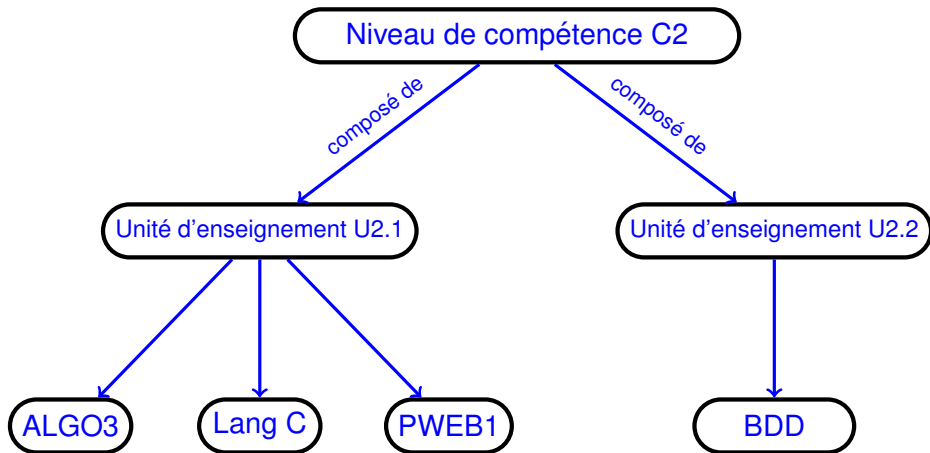 Niveau de compétence C2
composé de
composé de
Unité d'enseignement U2.1
Unité d'enseignement U2.2
ALGO3
Lang C
PWEB1
BDD